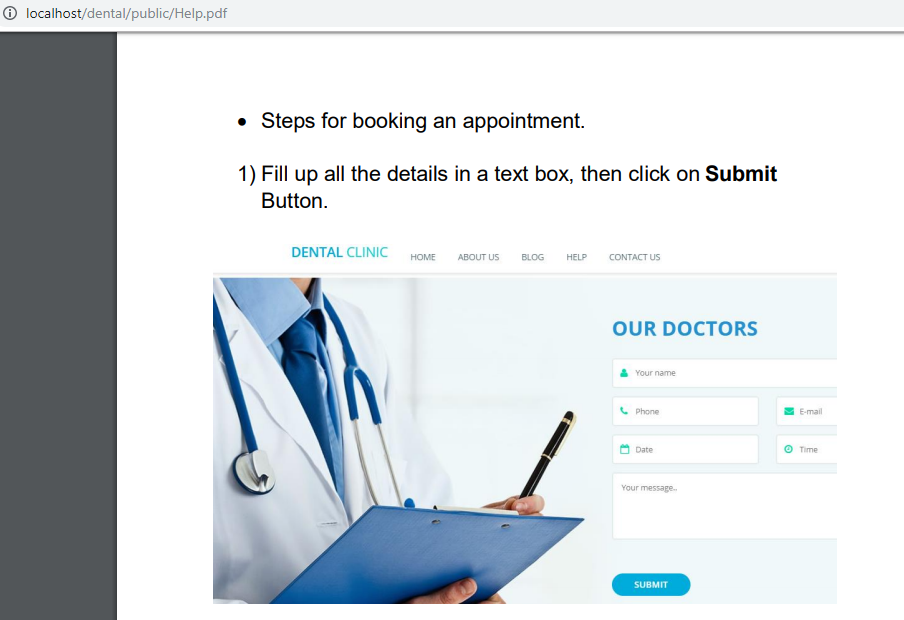 localhost/dental/public/Help.pdf
• Steps for booking an appointment.
1) Fill up all the details in a text box, then click on Submit
Button.
DENTAL CLINIC HOME ABOUT US BLOG HELP CONTACT US
OUR DOCTORS
Your name
Phone E-mail
Date Time
Your message..
SUBMIT